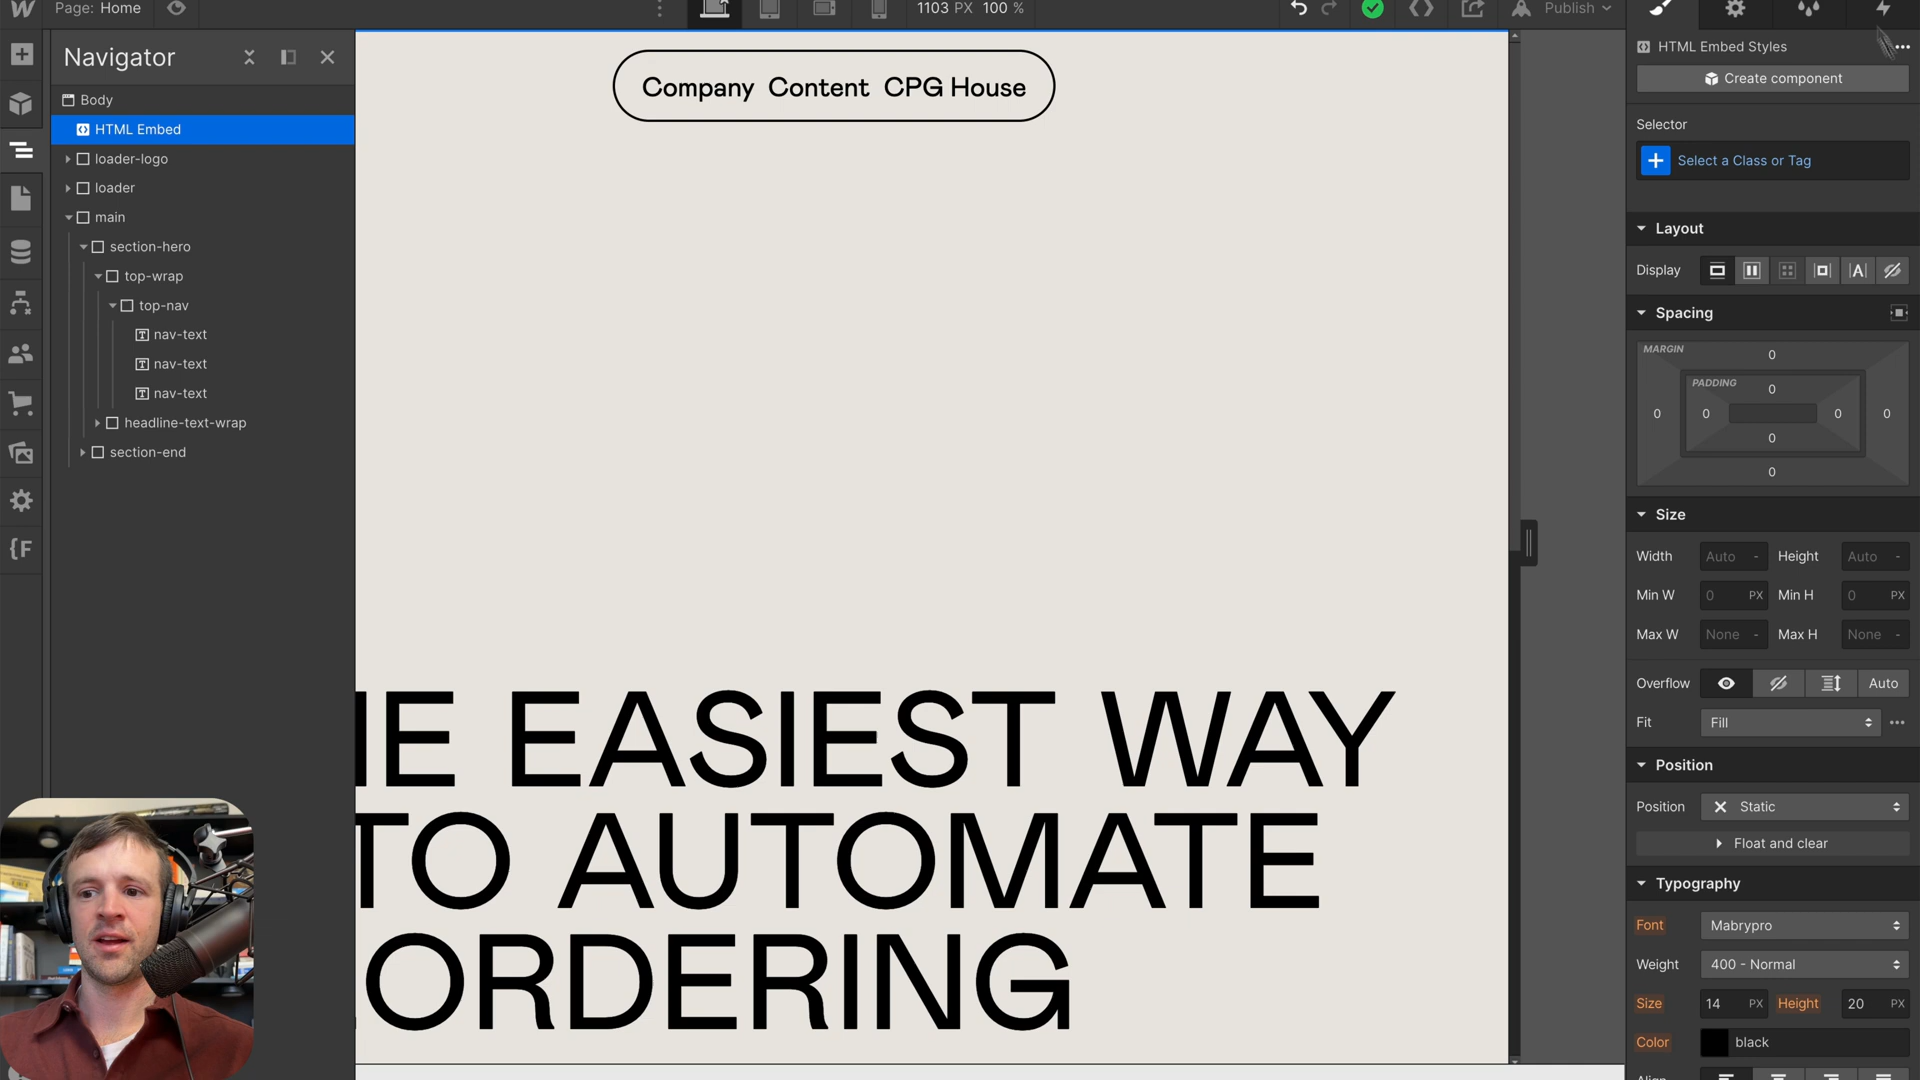 Page: Home
1103 PX 100 %
Publish
Navigator
Body
HTML Embed
loader-logo
loader
main
section-hero
top-wrap
top-nav
nav-text
nav-text
nav-text
headline-text-wrap
section-end
Company Content CPG House
IE EASIEST WAY
TO AUTOMATE
ORDERING
HTML Embed Styles
Create component
Selector
Select a Class or Tag
Layout
Display
Spacing
MARGIN
0
PADDING
0
0 0 0 0
0
0
Size
Width Auto - Height Auto -
Min W 0 PX Min H 0 PX
Max W None - Max H None -
Overflow Auto
Fit Fill
Position
Position Static
Float and clear
Typography
Font Mabrypro
Weight 400 - Normal
Size 14 PX Height 20 PX
Color black